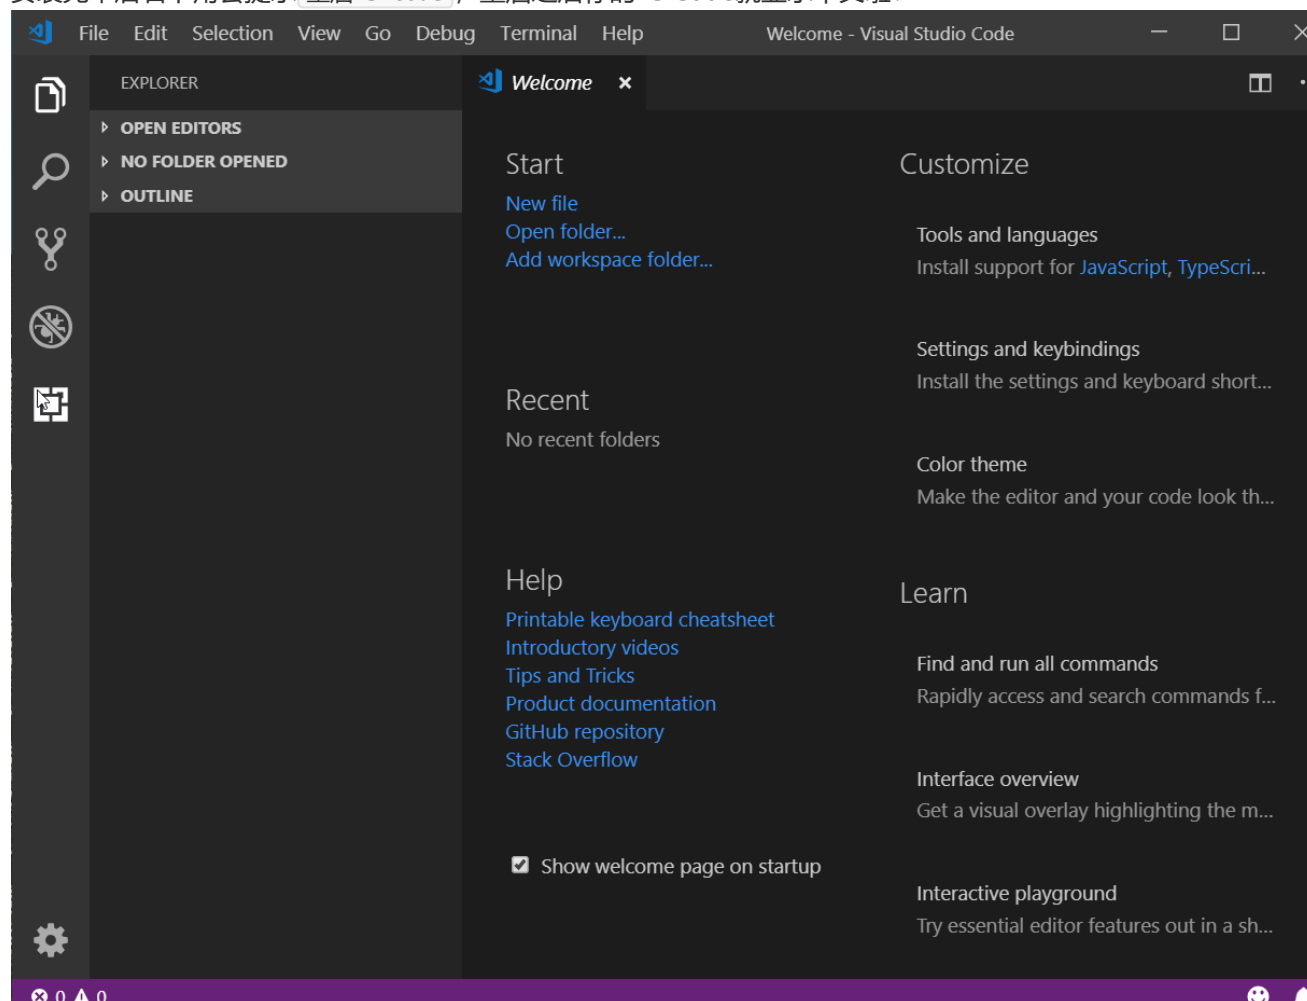 File Edit Selection View Go Debug Terminal Help Welcome - Visual Studio Code
EXPLORER
OPEN EDITORS
NO FOLDER OPENED
OUTLINE
Welcome
Start
New file
Open folder...
Add workspace folder...
Recent
No recent folders
Help
Printable keyboard cheatsheet
Introductory videos
Tips and Tricks
Product documentation
GitHub repository
Stack Overflow
Show welcome page on startup
Customize
Tools and languages
Install support for JavaScript, TypeScri...
Settings and keybindings
Install the settings and keyboard short...
Color theme
Make the editor and your code look th...
Learn
Find and run all commands
Rapidly access and search commands f...
Interface overview
Get a visual overlay highlighting the m...
Interactive playground
Try essential editor features out in a sh...
0 0